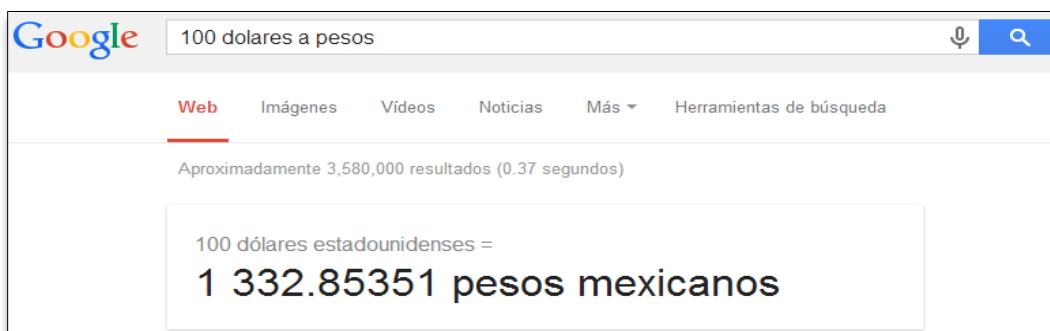 Google 100 dolares a pesos
Web Imágenes Vídeos Noticias Más Herramientas de búsqueda
Aproximadamente 3,580,000 resultados (0.37 segundos)
100 dólares estadounidenses =
1 332.85351 pesos mexicanos